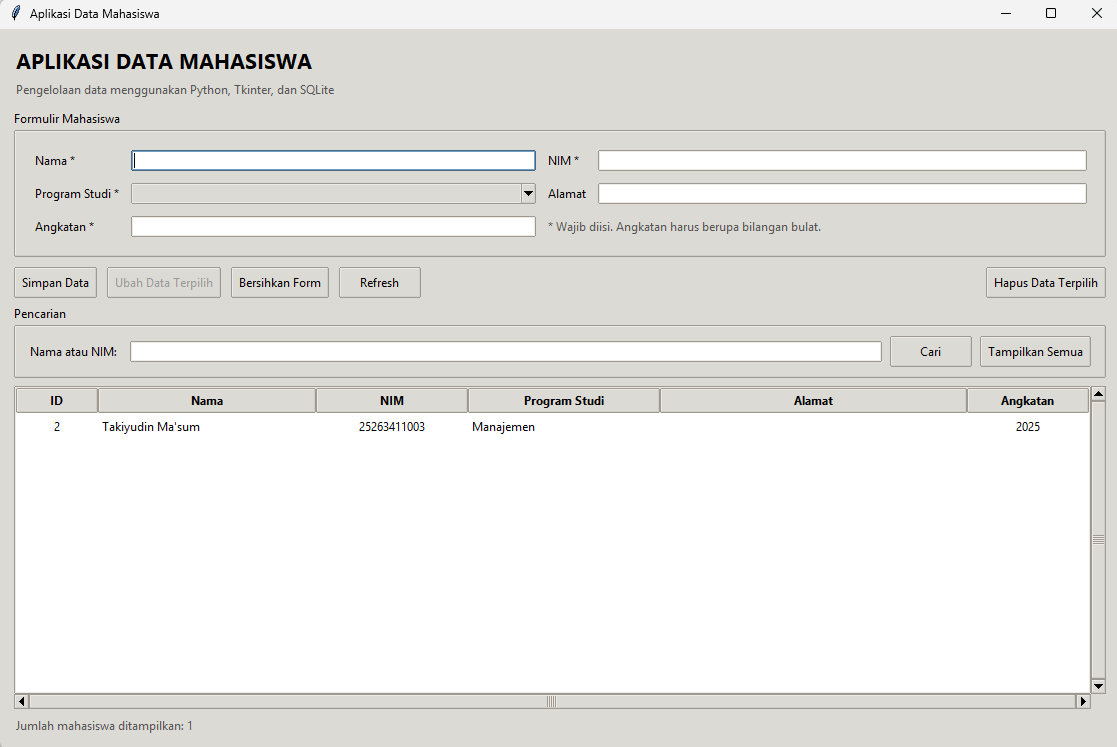 Aplikasi Data Mahasiswa
APLIKASI DATA MAHASISWA
Pengelolaan data menggunakan Python, Tkinter, dan SQLite
Formulir Mahasiswa
Nama * NIM *
Program Studi * Alamat
Angkatan * * Wajib diisi. Angkatan harus berupa bilangan bulat.
Simpan Data Ubah Data Terpilih Bersihkan Form Refresh Hapus Data Terpilih
Pencarian
Nama atau NIM: Cari Tampilkan Semua
ID Nama NIM Program Studi Alamat Angkatan
2 Takiyudin Ma'sum 25263411003 Manajemen 2025
Jumlah mahasiswa ditampilkan: 1